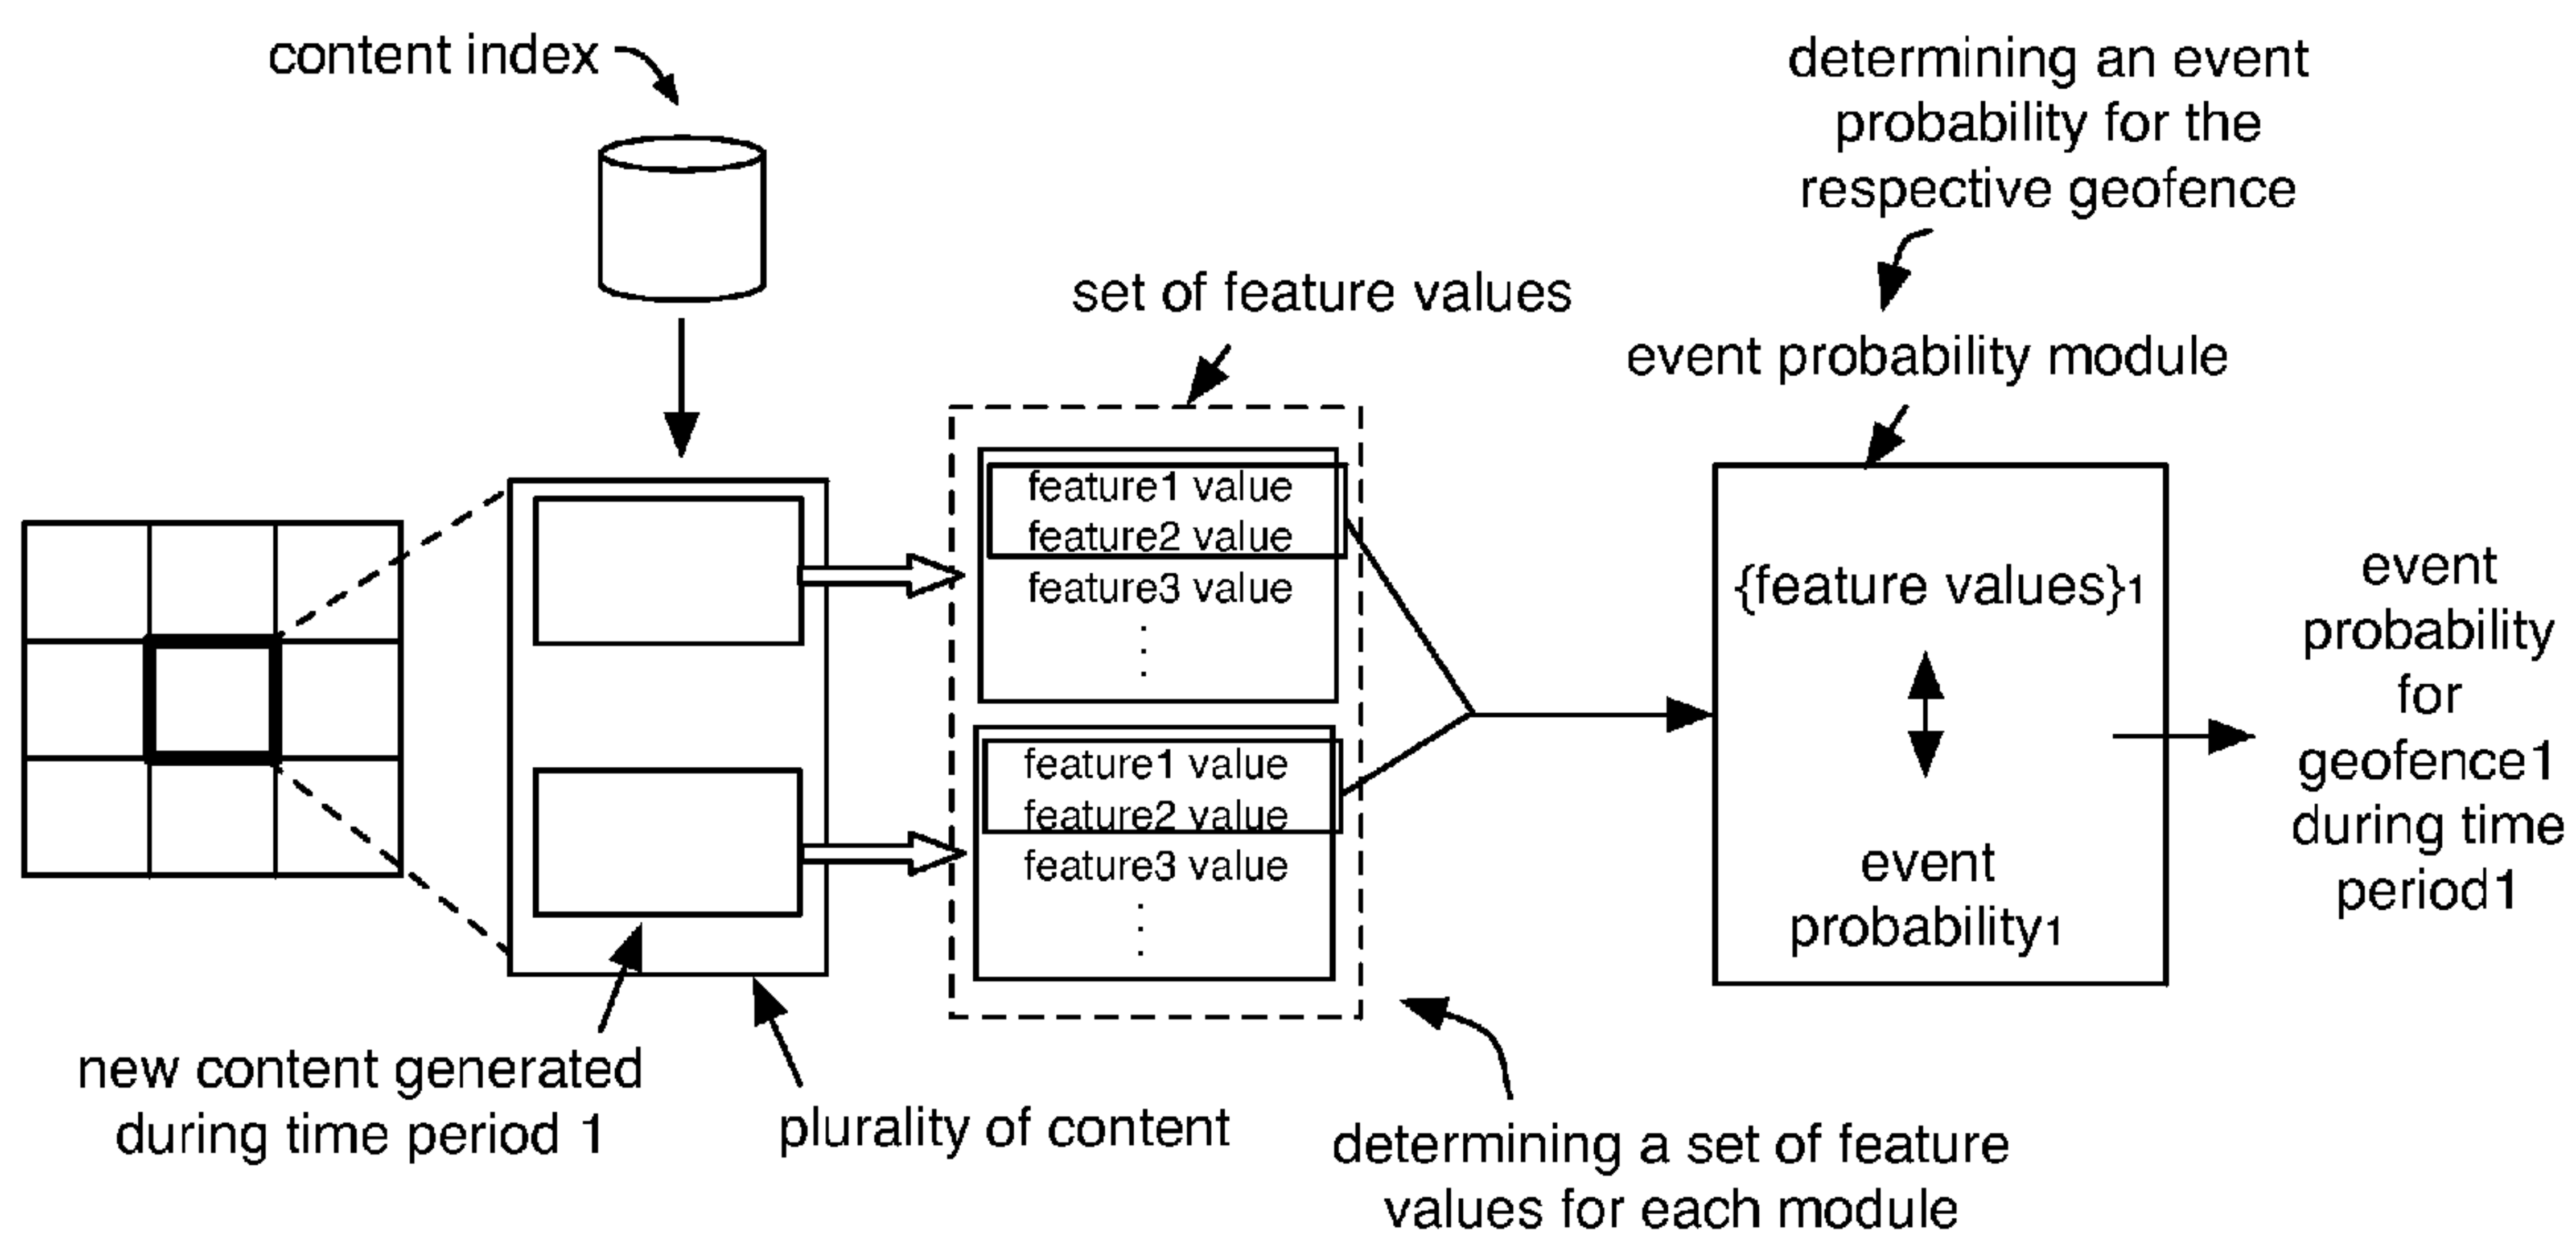 content index
determining an event
probability for the
respective geofence
set of feature values
event probability module
feature1 value
feature2 value
feature3 value
feature1 value
feature2 value
feature3 value
{feature values}1
event
probability1
event
probability
for
geofence1
during time
period1
new content generated
during time period 1
plurality of content
determining a set of feature
values for each module